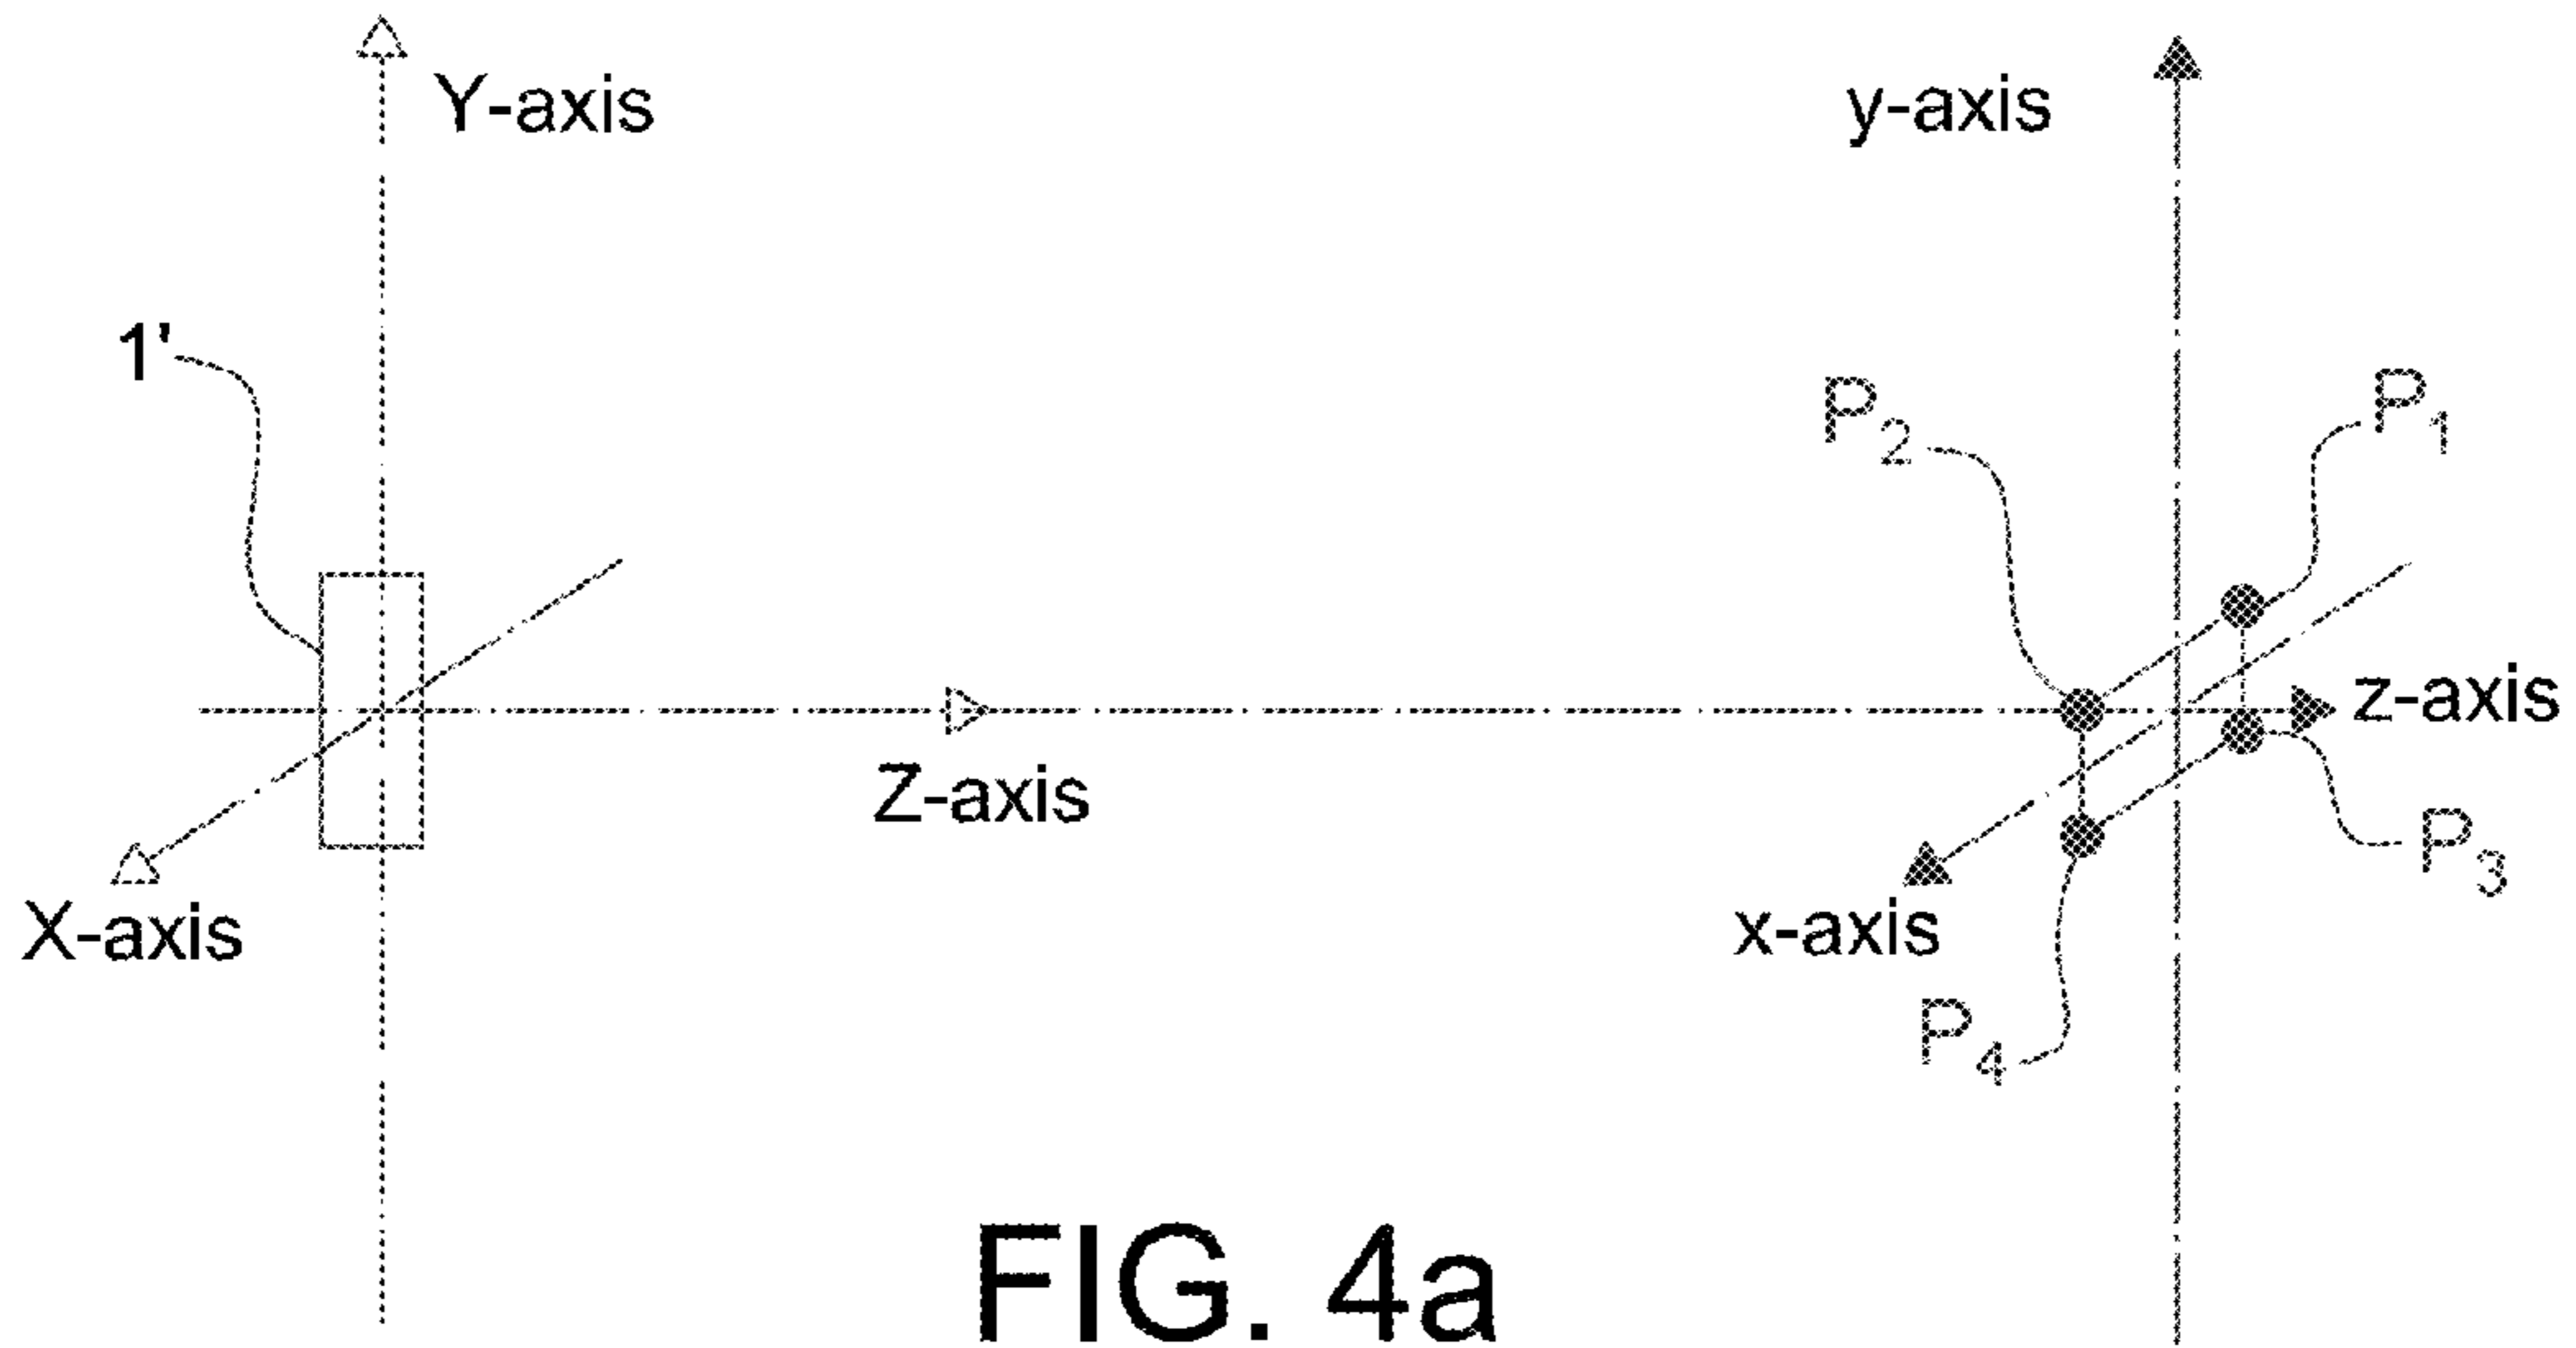 Y-axis
y-axis
1'
P1
P2
z-axis
Z-axis
P3
X-axis
x-axis
P4
FIG. 4a